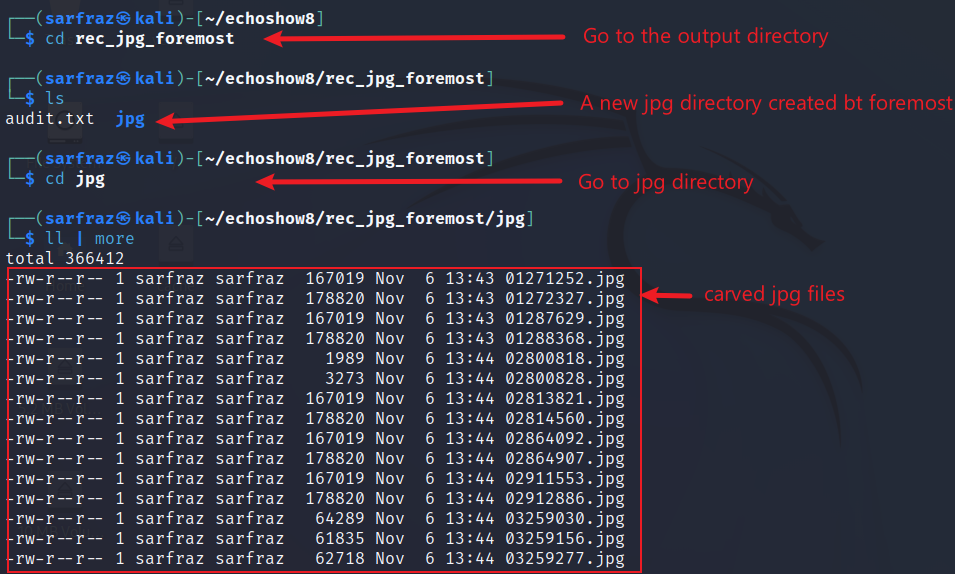 ┌──(sarfraz㉿kali)-[~/echoshow8]
└─$ cd rec_jpg_foremost
Go to the output directory
┌──(sarfraz㉿kali)-[~/echoshow8/rec_jpg_foremost]
└─$ ls
A new jpg directory created bt foremost
audit.txt  jpg
┌──(sarfraz㉿kali)-[~/echoshow8/rec_jpg_foremost]
└─$ cd jpg
Go to jpg directory
┌──(sarfraz㉿kali)-[~/echoshow8/rec_jpg_foremost/jpg]
└─$ ll | more
total 366412
-rw-r--r-- 1 sarfraz sarfraz  167019 Nov  6 13:43 01271252.jpg
carved jpg files
-rw-r--r-- 1 sarfraz sarfraz  178820 Nov  6 13:43 01272327.jpg
-rw-r--r-- 1 sarfraz sarfraz  167019 Nov  6 13:43 01287629.jpg
-rw-r--r-- 1 sarfraz sarfraz  178820 Nov  6 13:43 01288368.jpg
-rw-r--r-- 1 sarfraz sarfraz    1989 Nov  6 13:44 02800818.jpg
-rw-r--r-- 1 sarfraz sarfraz    3273 Nov  6 13:44 02800828.jpg
-rw-r--r-- 1 sarfraz sarfraz  167019 Nov  6 13:44 02813821.jpg
-rw-r--r-- 1 sarfraz sarfraz  178820 Nov  6 13:44 02814560.jpg
-rw-r--r-- 1 sarfraz sarfraz  167019 Nov  6 13:44 02864092.jpg
-rw-r--r-- 1 sarfraz sarfraz  178820 Nov  6 13:44 02864907.jpg
-rw-r--r-- 1 sarfraz sarfraz  167019 Nov  6 13:44 02911553.jpg
-rw-r--r-- 1 sarfraz sarfraz  178820 Nov  6 13:44 02912886.jpg
-rw-r--r-- 1 sarfraz sarfraz   64289 Nov  6 13:44 03259030.jpg
-rw-r--r-- 1 sarfraz sarfraz   61835 Nov  6 13:44 03259156.jpg
-rw-r--r-- 1 sarfraz sarfraz   62718 Nov  6 13:44 03259277.jpg